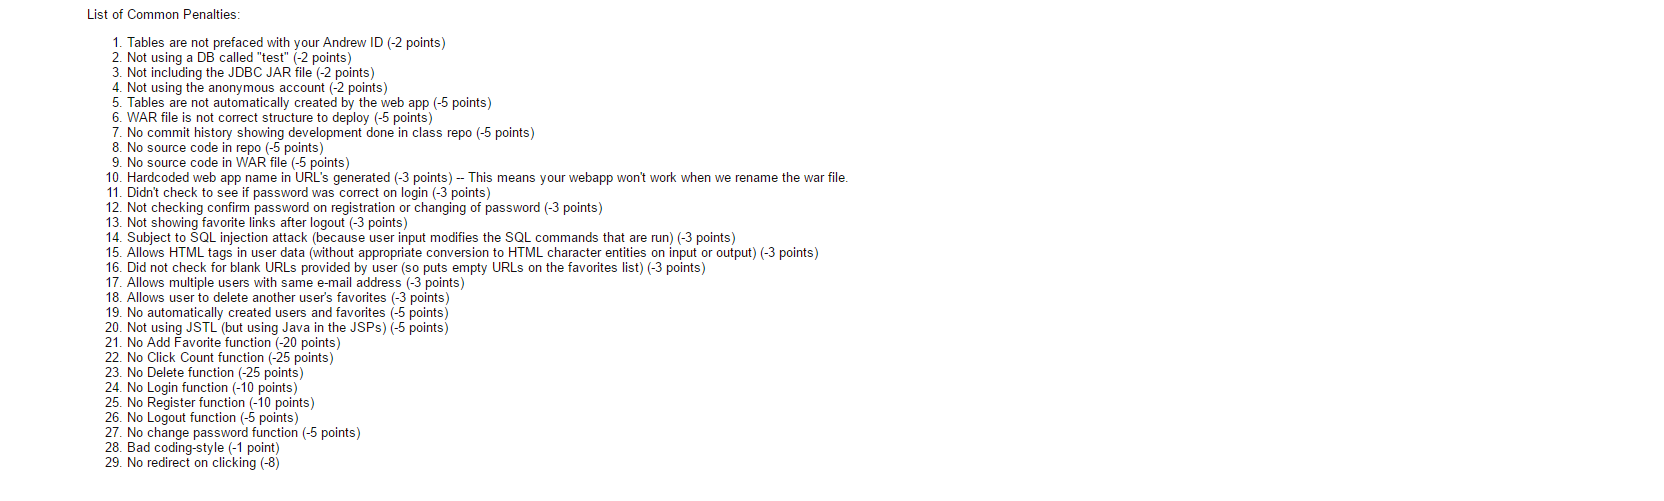 List of Common Penalties:
1. Tables are not prefaced with your Andrew ID (-2 points)
2. Not using a DB called "test" (-2 points)
3. Not including the JDBC JAR file (-2 points)
4. Not using the anonymous account (-2 points)
5. Tables are not automatically created by the web app (-5 points)
6. WAR file is not correct structure to deploy (-5 points)
7. No commit history showing development done in class repo (-5 points)
8. No source code in repo (-5 points)
9. No source code in WAR file (-5 points)
10. Hardcoded web app name in URL's generated (-3 points) -- This means your webapp won't work when we rename the war file.
11. Didn't check to see if password was correct on login (-3 points)
12. Not checking confirm password on registration or changing of password (-3 points)
13. Not showing favorite links after logout (-3 points)
14. Subject to SQL injection attack (because user input modifies the SQL commands that are run) (-3 points)
15. Allows HTML tags in user data (without appropriate conversion to HTML character entities on input or output) (-3 points)
16. Did not check for blank URLs provided by user (so puts empty URLs on the favorites list) (-3 points)
17. Allows multiple users with same e-mail address (-3 points)
18. Allows user to delete another user's favorites (-3 points)
19. No automatically created users and favorites (-5 points)
20. Not using JSTL (but using Java in the JSPs) (-5 points)
21. No Add Favorite function (-20 points)
22. No Click Count function (-25 points)
23. No Delete function (-25 points)
24. No Login function (-10 points)
25. No Register function (-10 points)
26. No Logout function (-5 points)
27. No change password function (-5 points)
28. Bad coding-style (-1 point)
29. No redirect on clicking (-8)